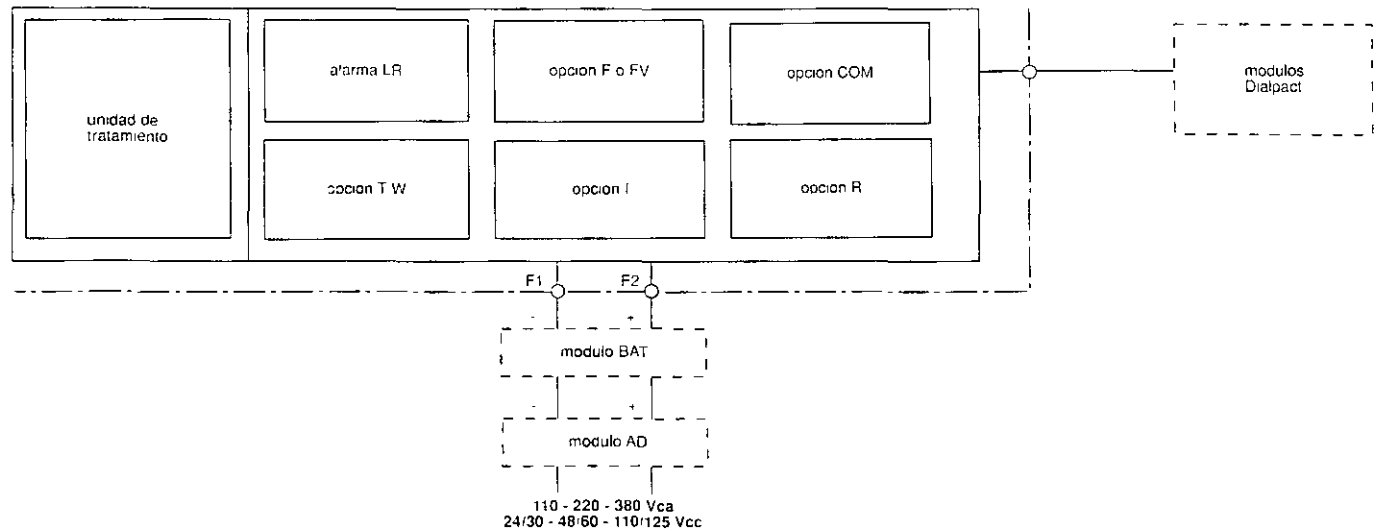 unidad de
tratamiento
alarma LR
opcion F o FV
opcion COM
opcion T W
opcion I
opcion R
modulos
Dialpact
F1
F2
- +
modulo BAT
- +
modulo AD
110 - 220 - 380 Vca
24/30 - 48/60 - 110/125 Vcc